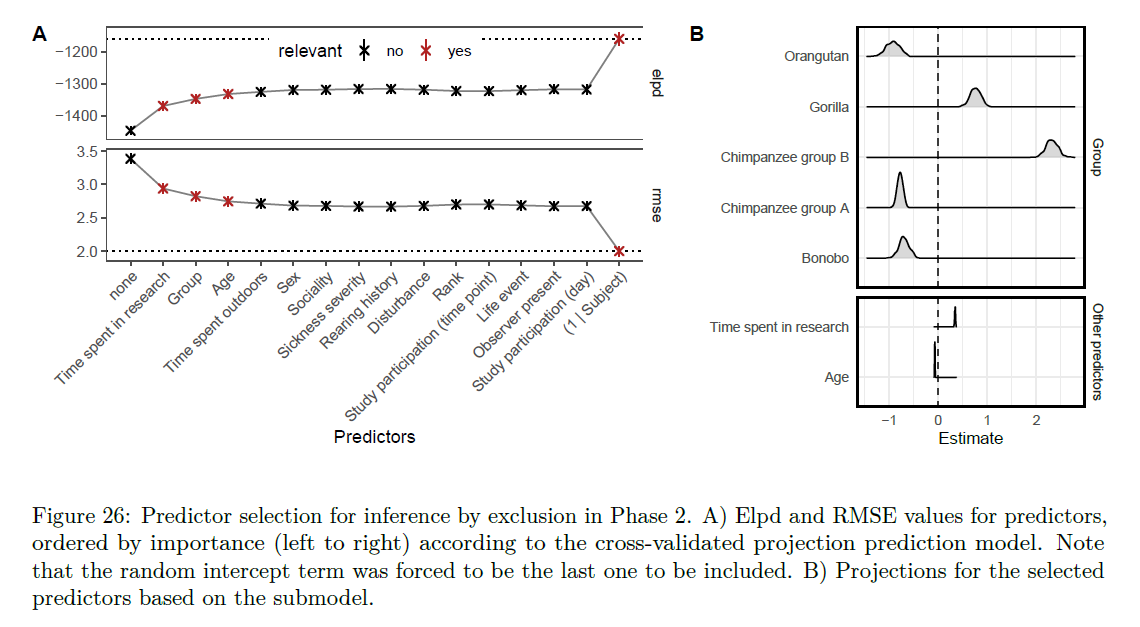 A
relevant no yes
−1200
−1300
−1400
elpd
3.5
3.0
2.5
2.0
rmse
none
Time spent in research
Group
Age
Time spent outdoors
Sex
Sociality
Sickness severity
Rearing history
Disturbance
Rank
Study participation (time point)
Life event
Observer present
Study participation (day)
(1 | Subject)
Predictors
B
Orangutan
Gorilla
Chimpanzee group B
Chimpanzee group A
Bonobo
Group
Time spent in research
Age
Other predictors
−1 0 1 2
Estimate
Figure 26: Predictor selection for inference by exclusion in Phase 2. A) Elpd and RMSE values for predictors,
ordered by importance (left to right) according to the cross-validated projection prediction model. Note
that the random intercept term was forced to be the last one to be included. B) Projections for the selected
predictors based on the submodel.